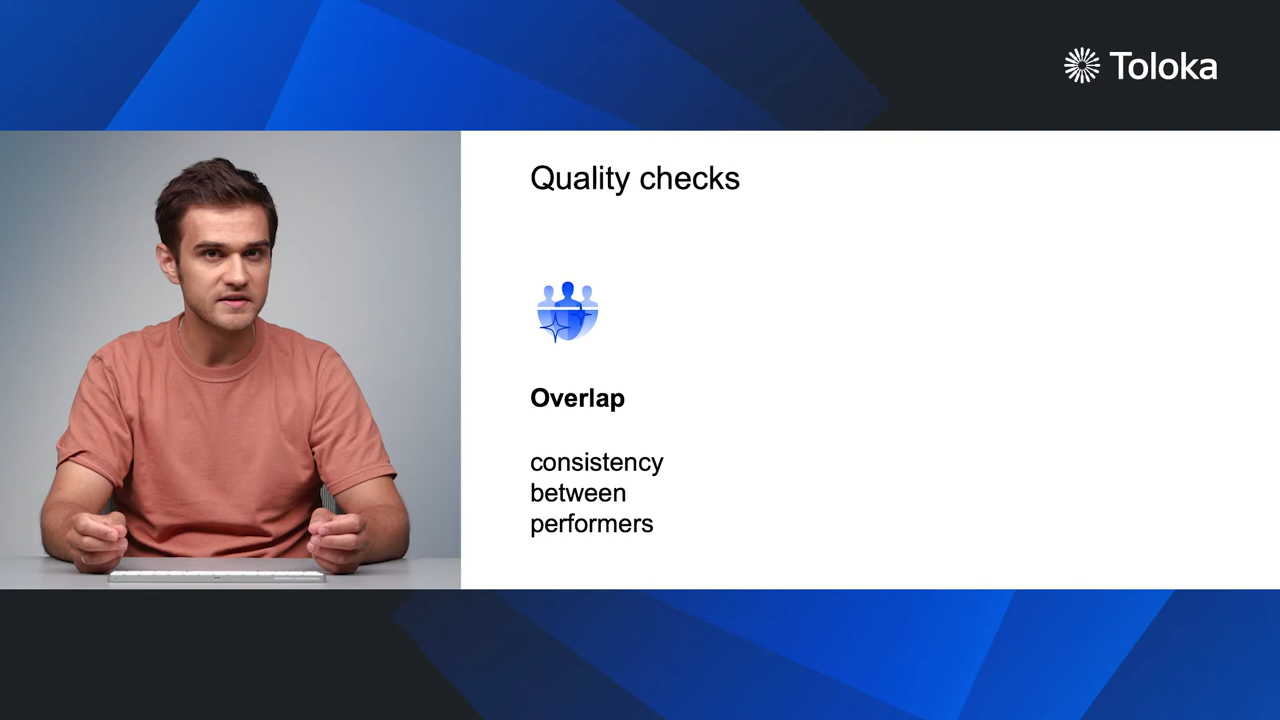 Toloka
Quality checks
Overlap
consistency
between
performers